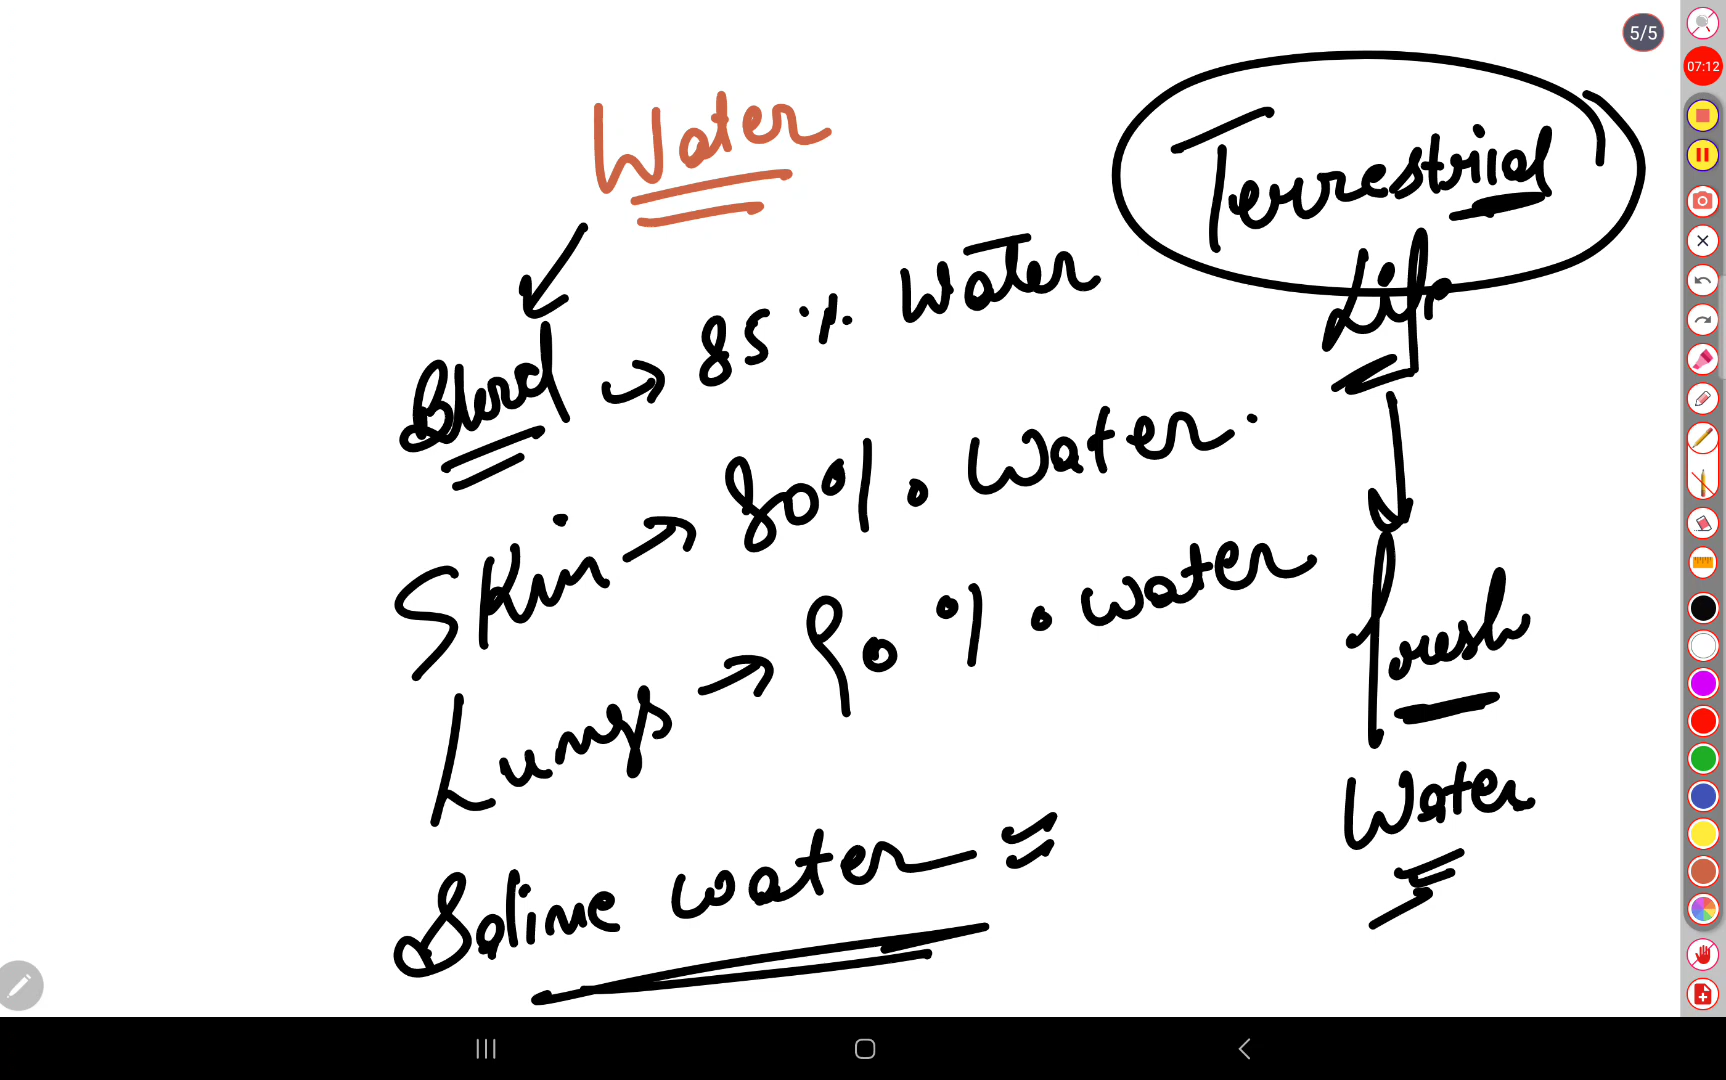 5/5
07:12
Water
Blood → 85 % Water
Skin → 80% Water.
Lungs → 90 % water
Saline water =
Terrestriial
Life
fresh
Water